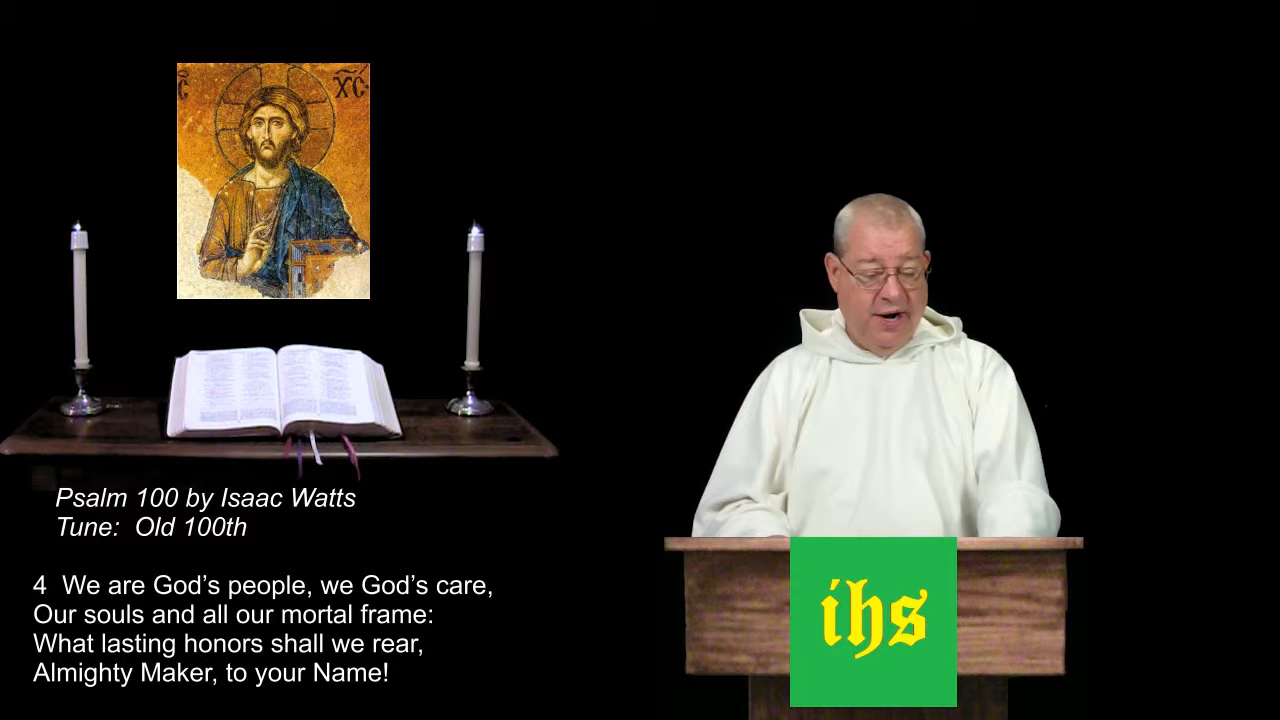 XC
Psalm 100 by Isaac Watts
Tune: Old 100th
4 We are God’s people, we God’s care,
Our souls and all our mortal frame:
What lasting honors shall we rear,
Almighty Maker, to your Name!
ihs